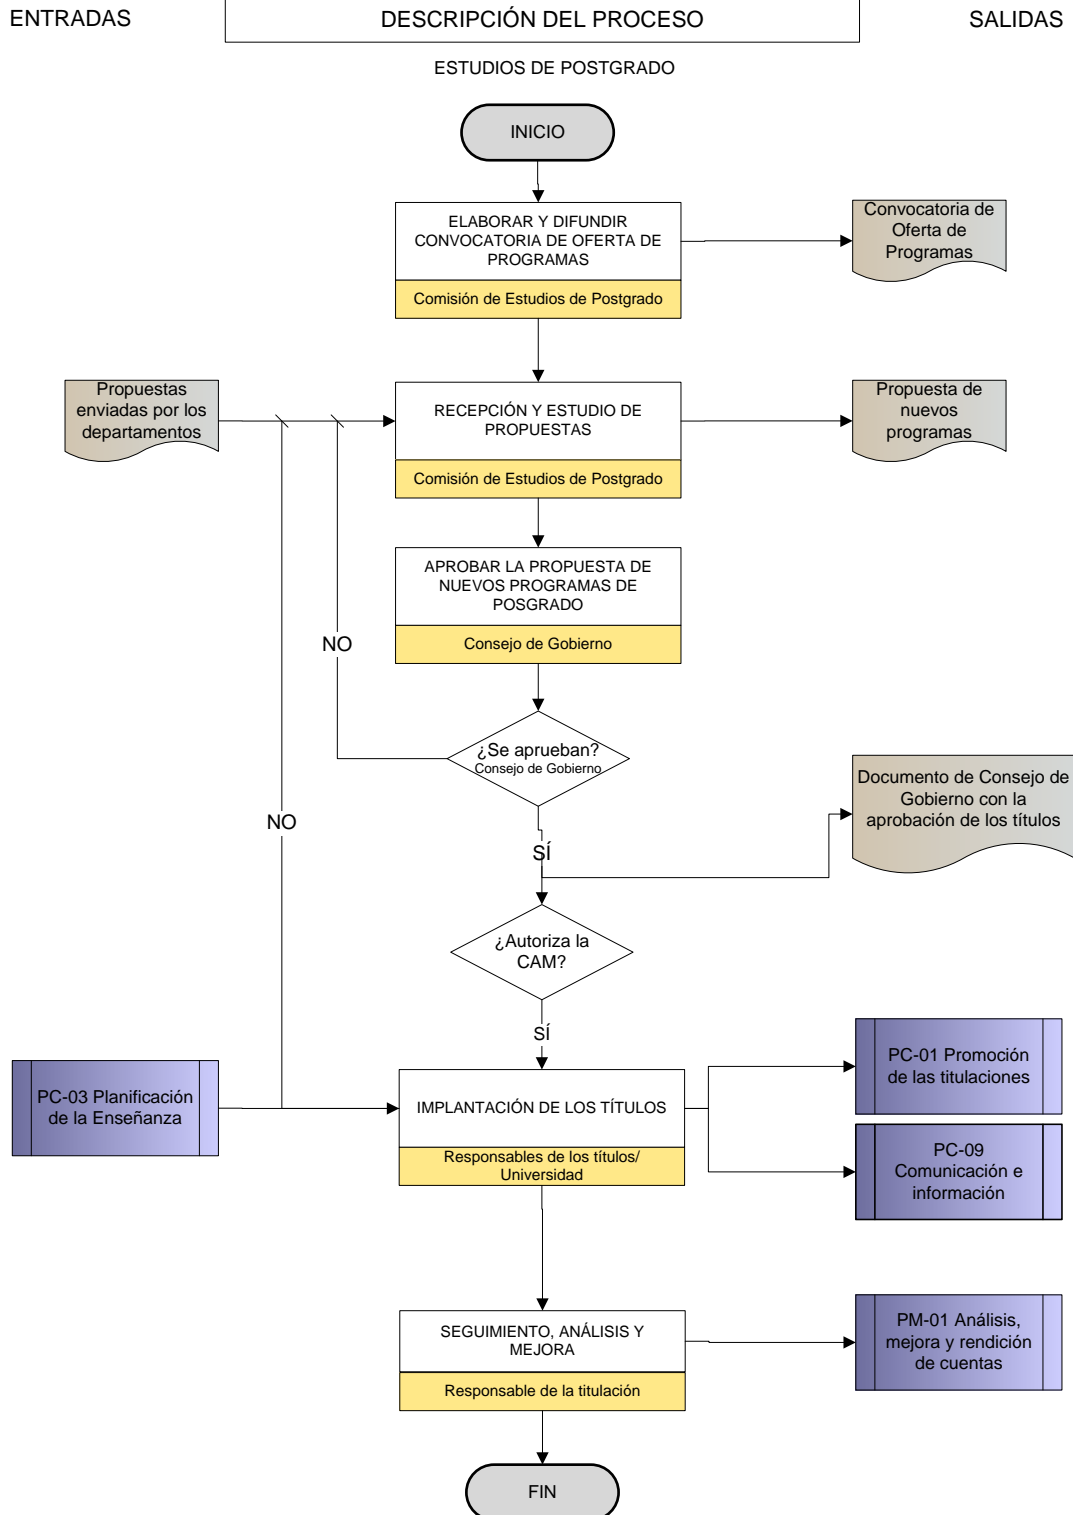 ENTRADAS
DESCRIPCIÓN DEL PROCESO
SALIDAS
ESTUDIOS DE POSTGRADO
INICIO
ELABORAR Y DIFUNDIR
CONVOCATORIA DE OFERTA DE
PROGRAMAS
Comisión de Estudios de Postgrado
Convocatoria de
Oferta de
Programas
Propuestas
enviadas por los
departamentos
RECEPCIÓN Y ESTUDIO DE
PROPUESTAS
Comisión de Estudios de Postgrado
Propuesta de
nuevos
programas
APROBAR LA PROPUESTA DE
NUEVOS PROGRAMAS DE
POSGRADO
Consejo de Gobierno
NO
¿Se aprueban?
Consejo de Gobierno
Documento de Consejo de
Gobierno con la
aprobación de los títulos
NO
SÍ
¿Autoriza la
CAM?
SÍ
PC-01 Promoción
de las titulaciones
PC-03 Planificación
de la Enseñanza
IMPLANTACIÓN DE LOS TÍTULOS
Responsables de los títulos/
Universidad
PC-09
Comunicación e
información
SEGUIMIENTO, ANÁLISIS Y
MEJORA
Responsable de la titulación
PM-01 Análisis,
mejora y rendición
de cuentas
FIN